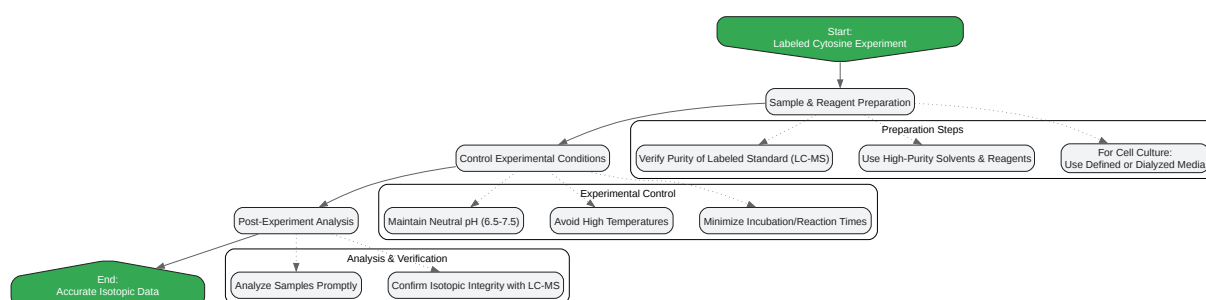 Start:
Labeled Cytosine Experiment
Sample & Reagent Preparation
Preparation Steps
Verify Purity of Labeled Standard (LC-MS)
Use High-Purity Solvents & Reagents
For Cell Culture:
Use Defined or Dialyzed Media
Control Experimental Conditions
Experimental Control
Maintain Neutral pH (6.5-7.5)
Avoid High Temperatures
Minimize Incubation/Reaction Times
Post-Experiment Analysis
Analysis & Verification
Analyze Samples Promptly
Confirm Isotopic Integrity with LC-MS
End:
Accurate Isotopic Data